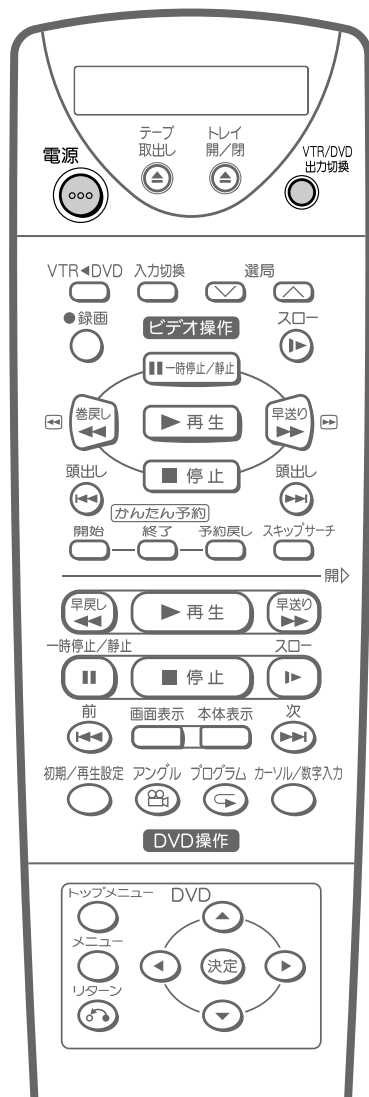 テープ トレイ
取出し 開／閉
電源
VTR/DVD
出力切換
VTR◀DVD 入力切換 選局
●録画 ビデオ操作 スロー
一時停止／静止
巻戻し 再生 早送り
停止
頭出し 頭出し
かんたん予約
開始 終了 予約戻し スキップサーチ
開
早戻し 再生 早送り
一時停止／静止 スロー
停止
前 画面表示 本体表示 次
初期／再生設定 アングル プログラム カーソル／数字入力
DVD操作
トップメニュー DVD
メニュー
決定
リターン